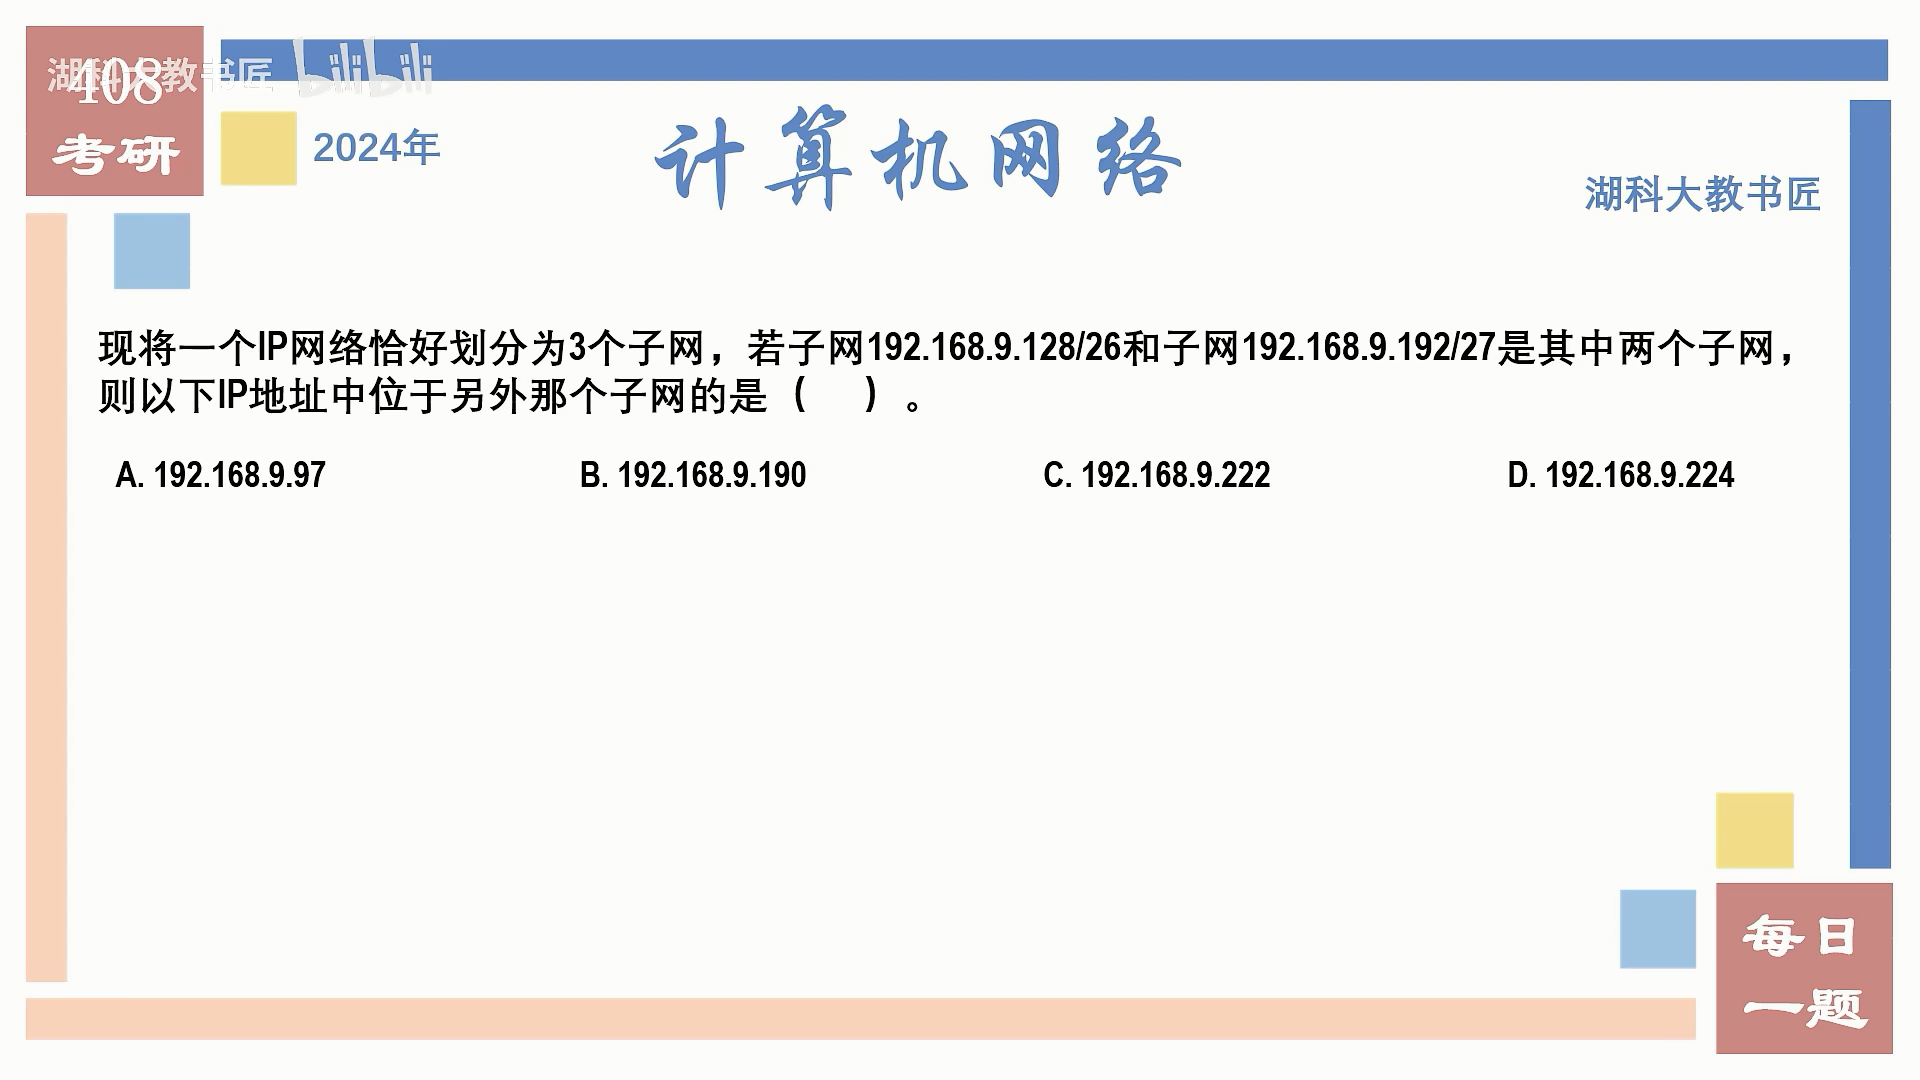 湖科大教书匠 bilibili
408
考研
2024年
计算机网络
湖科大教书匠
现将一个IP网络恰好划分为3个子网，若子网192.168.9.128/26和子网192.168.9.192/27是其中两个子网，
则以下IP地址中位于另外那个子网的是（ ）。
A. 192.168.9.97 B. 192.168.9.190 C. 192.168.9.222 D. 192.168.9.224
每日
一题